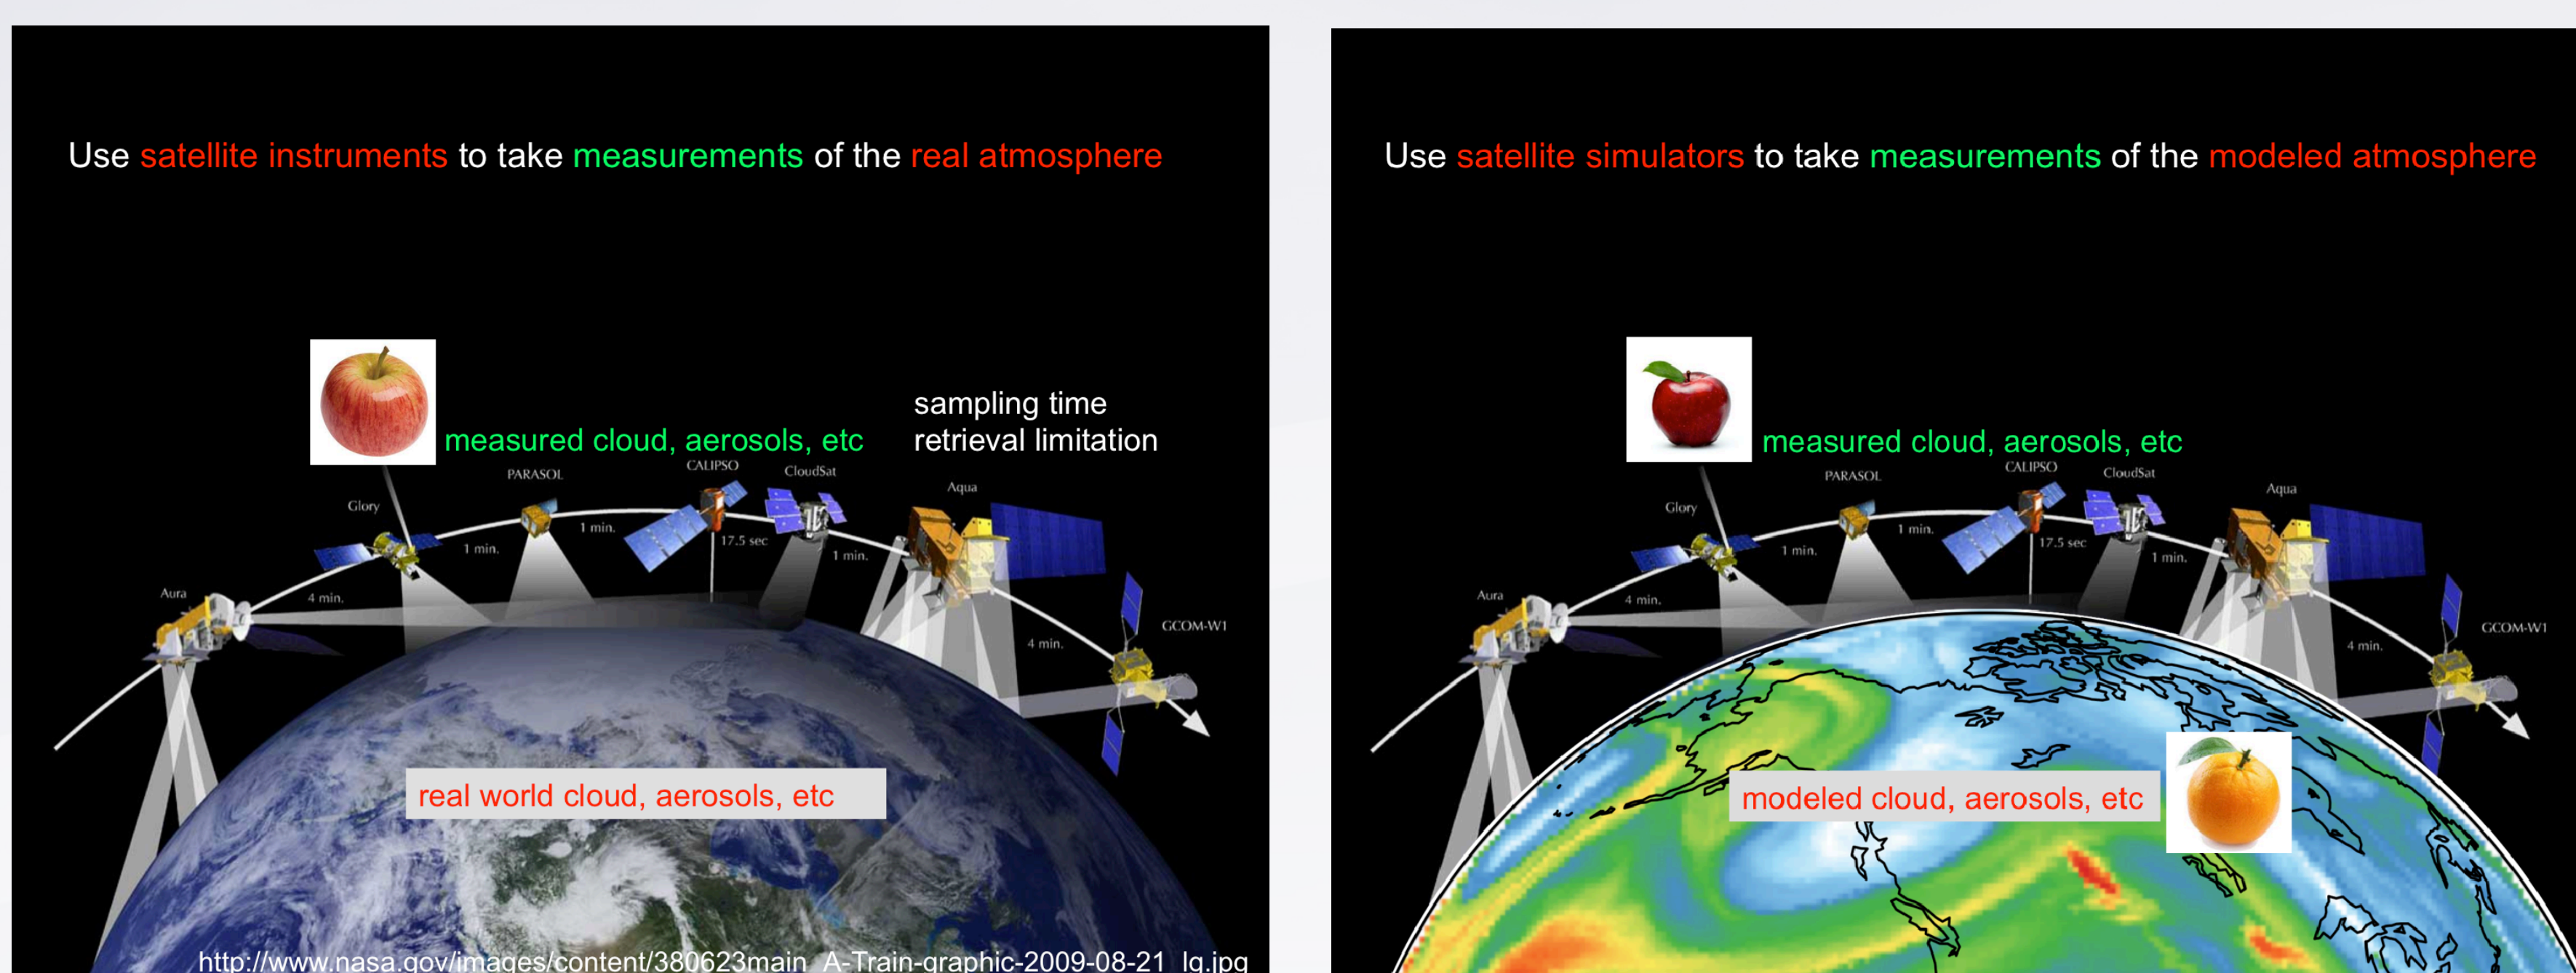 Use satellite instruments to take measurements of the real atmosphere
sampling time
retrieval limitation
measured cloud, aerosols, etc
PARASOL
CALIPSO
CloudSat
Aqua
Glory
1 min.
1 min.
17.5 sec
1 min.
Aura
4 min.
GCOM-W1
4 min.
real world cloud, aerosols, etc
http://www.nasa.gov/images/content/380623main_A-Train-graphic-2009-08-21_lg.jpg
Use satellite simulators to take measurements of the modeled atmosphere
measured cloud, aerosols, etc
PARASOL
CALIPSO
CloudSat
Aqua
Glory
1 min.
1 min.
17.5 sec
1 min.
Aura
4 min.
GCOM-W1
4 min.
modeled cloud, aerosols, etc